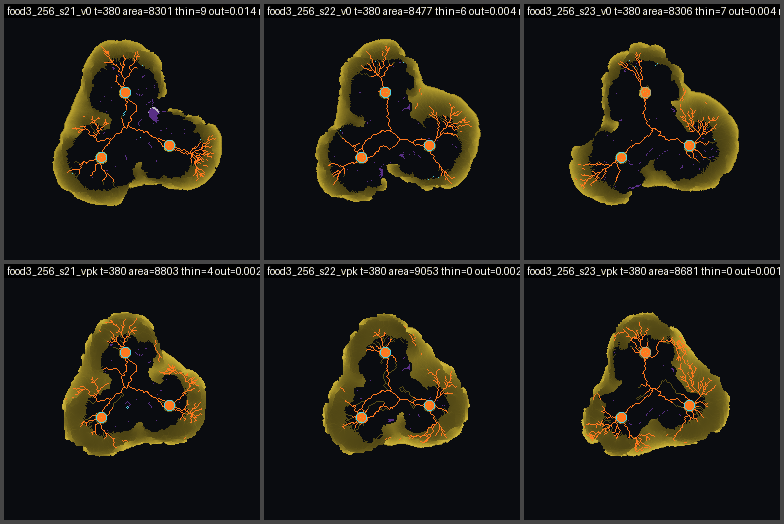 food3_256_s21_v0 t=380 area=8301 thin=9 out=0.014
food3_256_s22_v0 t=380 area=8477 thin=6 out=0.004
food3_256_s23_v0 t=380 area=8306 thin=7 out=0.004
food3_256_s21_vpk t=380 area=8803 thin=4 out=0.002
food3_256_s22_vpk t=380 area=9053 thin=0 out=0.002
food3_256_s23_vpk t=380 area=8681 thin=0 out=0.001